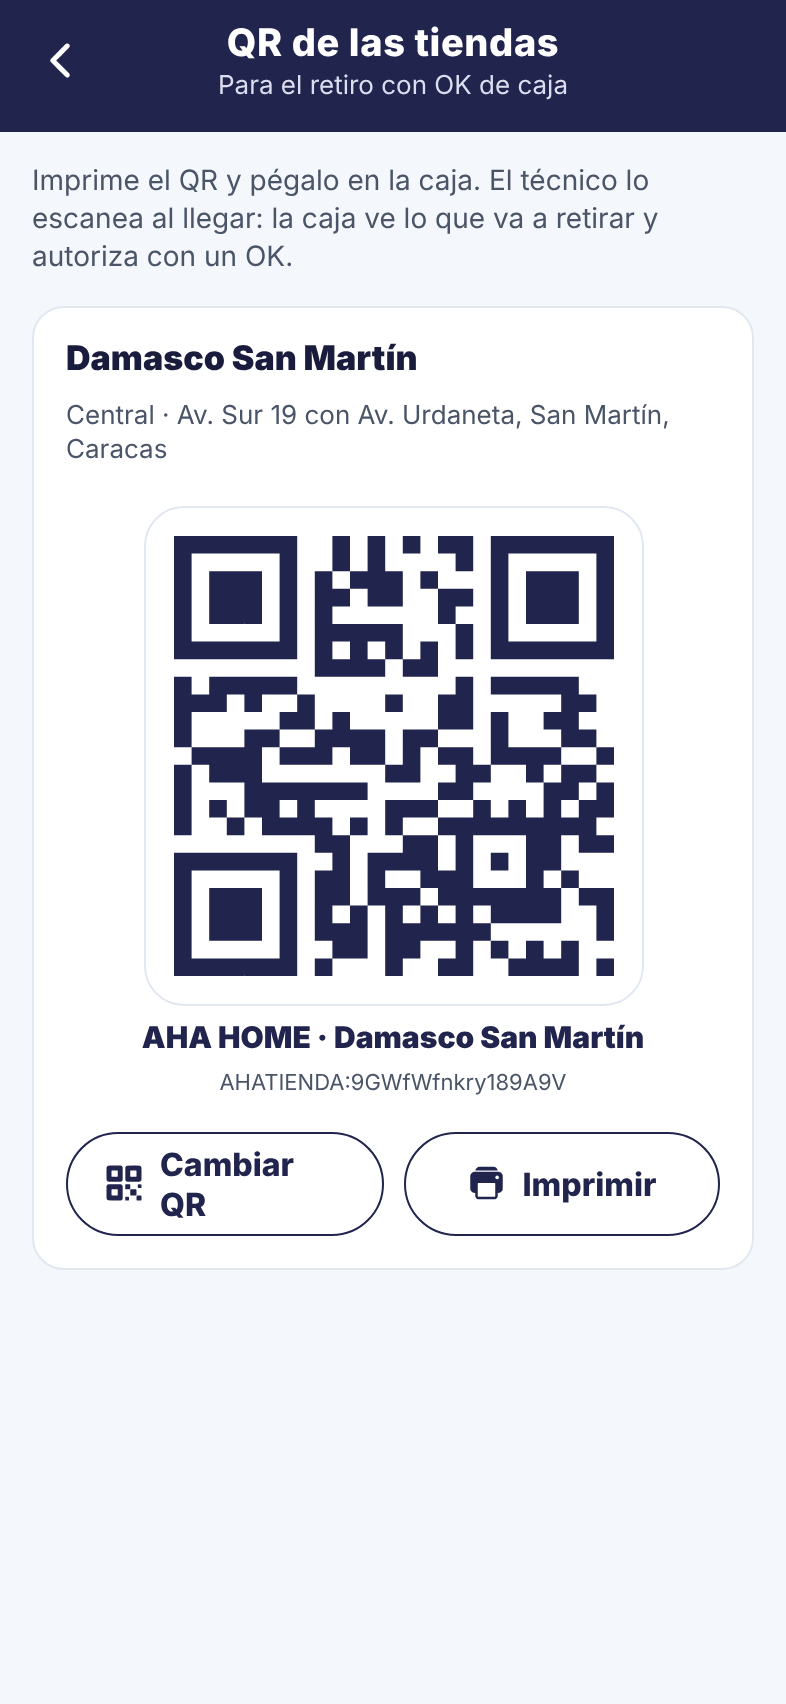 QR de las tiendas
Para el retiro con OK de caja
Imprime el QR y pégalo en la caja. El técnico lo
escanea al llegar: la caja ve lo que va a retirar y
autoriza con un OK.
Damasco San Martín
Central · Av. Sur 19 con Av. Urdaneta, San Martín,
Caracas
AHA HOME · Damasco San Martín
AHATIENDA:9GWfWfnkry189A9V
Cambiar
QR
Imprimir